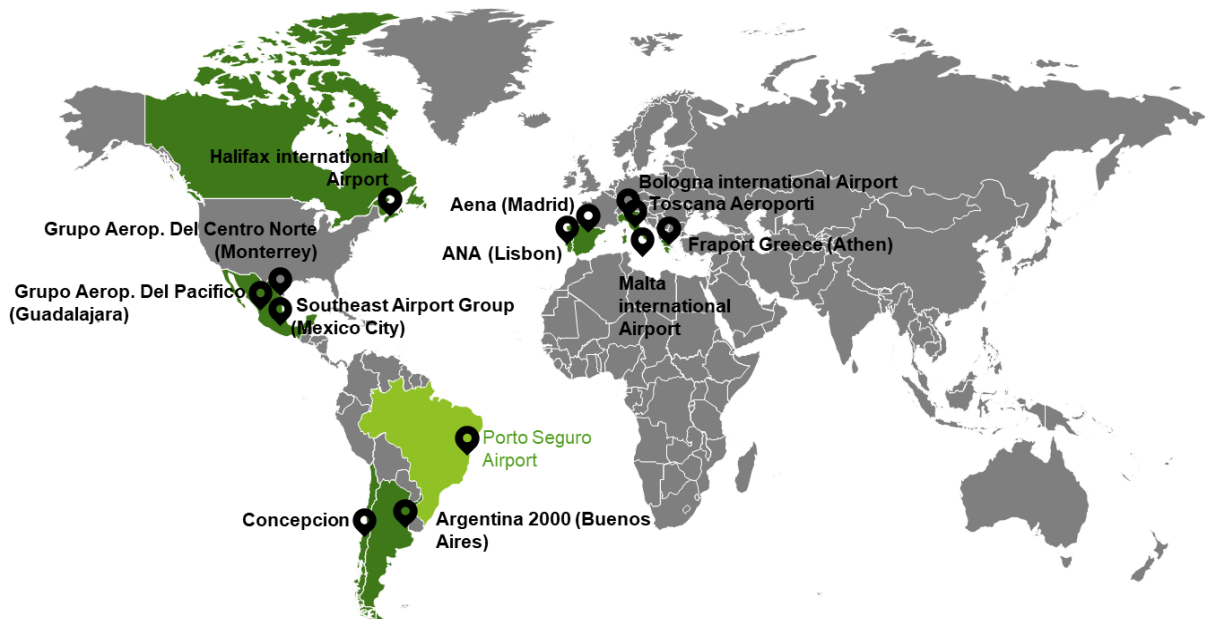 Halifax international
Airport
Grupo Aerop. Del Centro Norte
(Monterrey)
Grupo Aerop. Del Pacifico
(Guadalajara)
Southeast Airport Group
(Mexico City)
Aena (Madrid)
ANA (Lisbon)
Bologna international Airport
Toscana Aeroporti
Fraport Greece (Athen)
Malta
international
Airport
Porto Seguro
Airport
Concepcion
Argentina 2000 (Buenos
Aires)